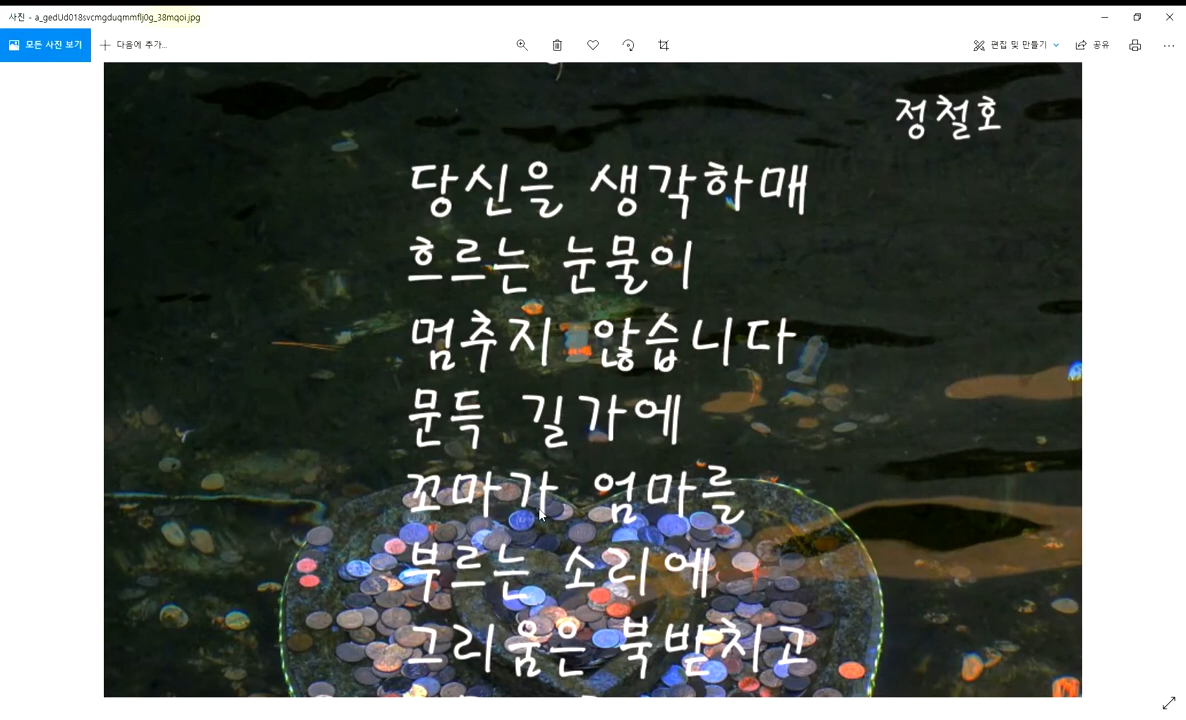 사진 - a_gedUd018svcmgduqmmflj0g_38mqoi.jpg
모든 사진 보기
다음에 추가...
편집 및 만들기
공유
정철호
당신을 생각하매
흐르는 눈물이
멈추지 않습니다
문득 길가에
꼬마가 엄마를
부르는 소리에
그리움은 북받치고